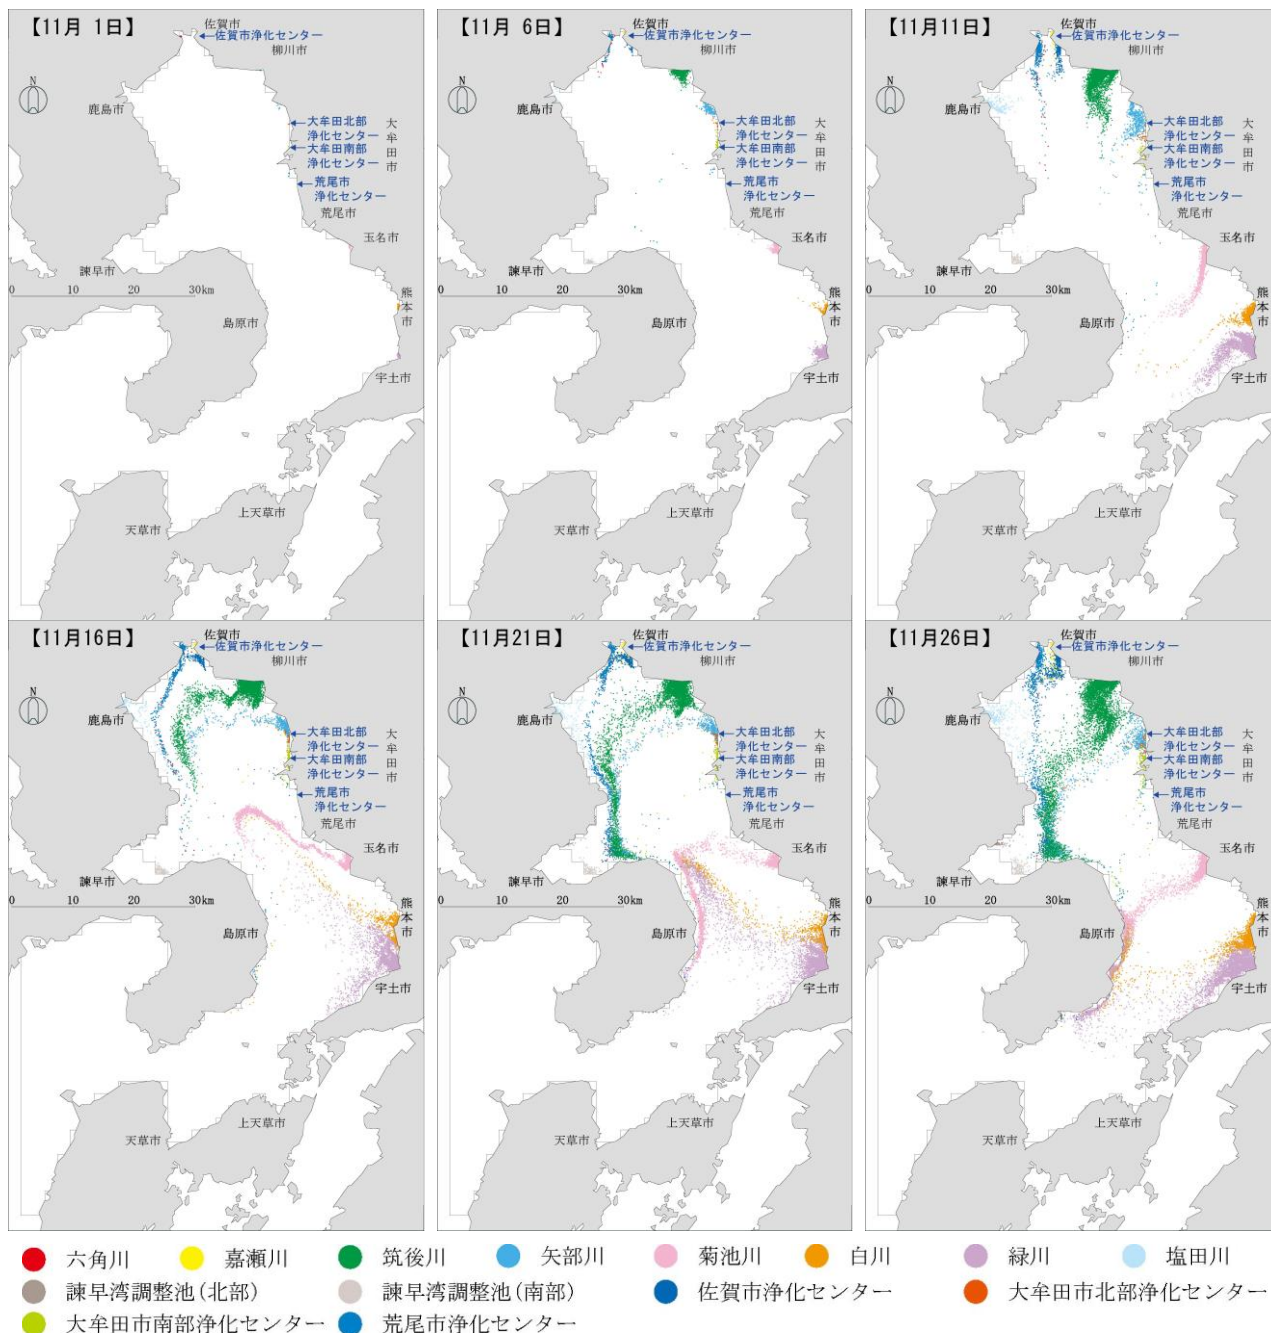 【11月 1日】
佐賀市
佐賀市浄化センター
柳川市
N
鹿島市
大牟田北部
浄化センター
大牟田南部
浄化センター
大牟田市
荒尾市
浄化センター
荒尾市
玉名市
諫早市
0 10 20 30km
熊本市
島原市
宇土市
上天草市
天草市
【11月 6日】
佐賀市
佐賀市浄化センター
柳川市
N
鹿島市
大牟田北部
浄化センター
大牟田南部
浄化センター
大牟田市
荒尾市
浄化センター
荒尾市
玉名市
諫早市
0 10 20 30km
熊本市
島原市
宇土市
上天草市
天草市
【11月11日】
佐賀市
佐賀市浄化センター
柳川市
N
鹿島市
大牟田北部
浄化センター
大牟田南部
浄化センター
大牟田市
荒尾市
浄化センター
荒尾市
玉名市
諫早市
0 10 20 30km
熊本市
島原市
宇土市
上天草市
天草市
【11月16日】
佐賀市
佐賀市浄化センター
柳川市
N
鹿島市
大牟田北部
浄化センター
大牟田南部
浄化センター
大牟田市
荒尾市
浄化センター
荒尾市
玉名市
諫早市
0 10 20 30km
熊本市
島原市
宇土市
上天草市
天草市
【11月21日】
佐賀市
佐賀市浄化センター
柳川市
N
鹿島市
大牟田北部
浄化センター
大牟田南部
浄化センター
大牟田市
荒尾市
浄化センター
荒尾市
玉名市
諫早市
0 10 20 30km
熊本市
島原市
宇土市
上天草市
天草市
【11月26日】
佐賀市
佐賀市浄化センター
柳川市
N
鹿島市
大牟田北部
浄化センター
大牟田南部
浄化センター
大牟田市
荒尾市
浄化センター
荒尾市
玉名市
諫早市
0 10 20 30km
熊本市
島原市
宇土市
上天草市
天草市
六角川 嘉瀬川 筑後川 矢部川 菊池川 白川 緑川 塩田川
諫早湾調整池(北部) 諫早湾調整池(南部) 佐賀市浄化センター 大牟田市北部浄化センター
大牟田市南部浄化センター 荒尾市浄化センター